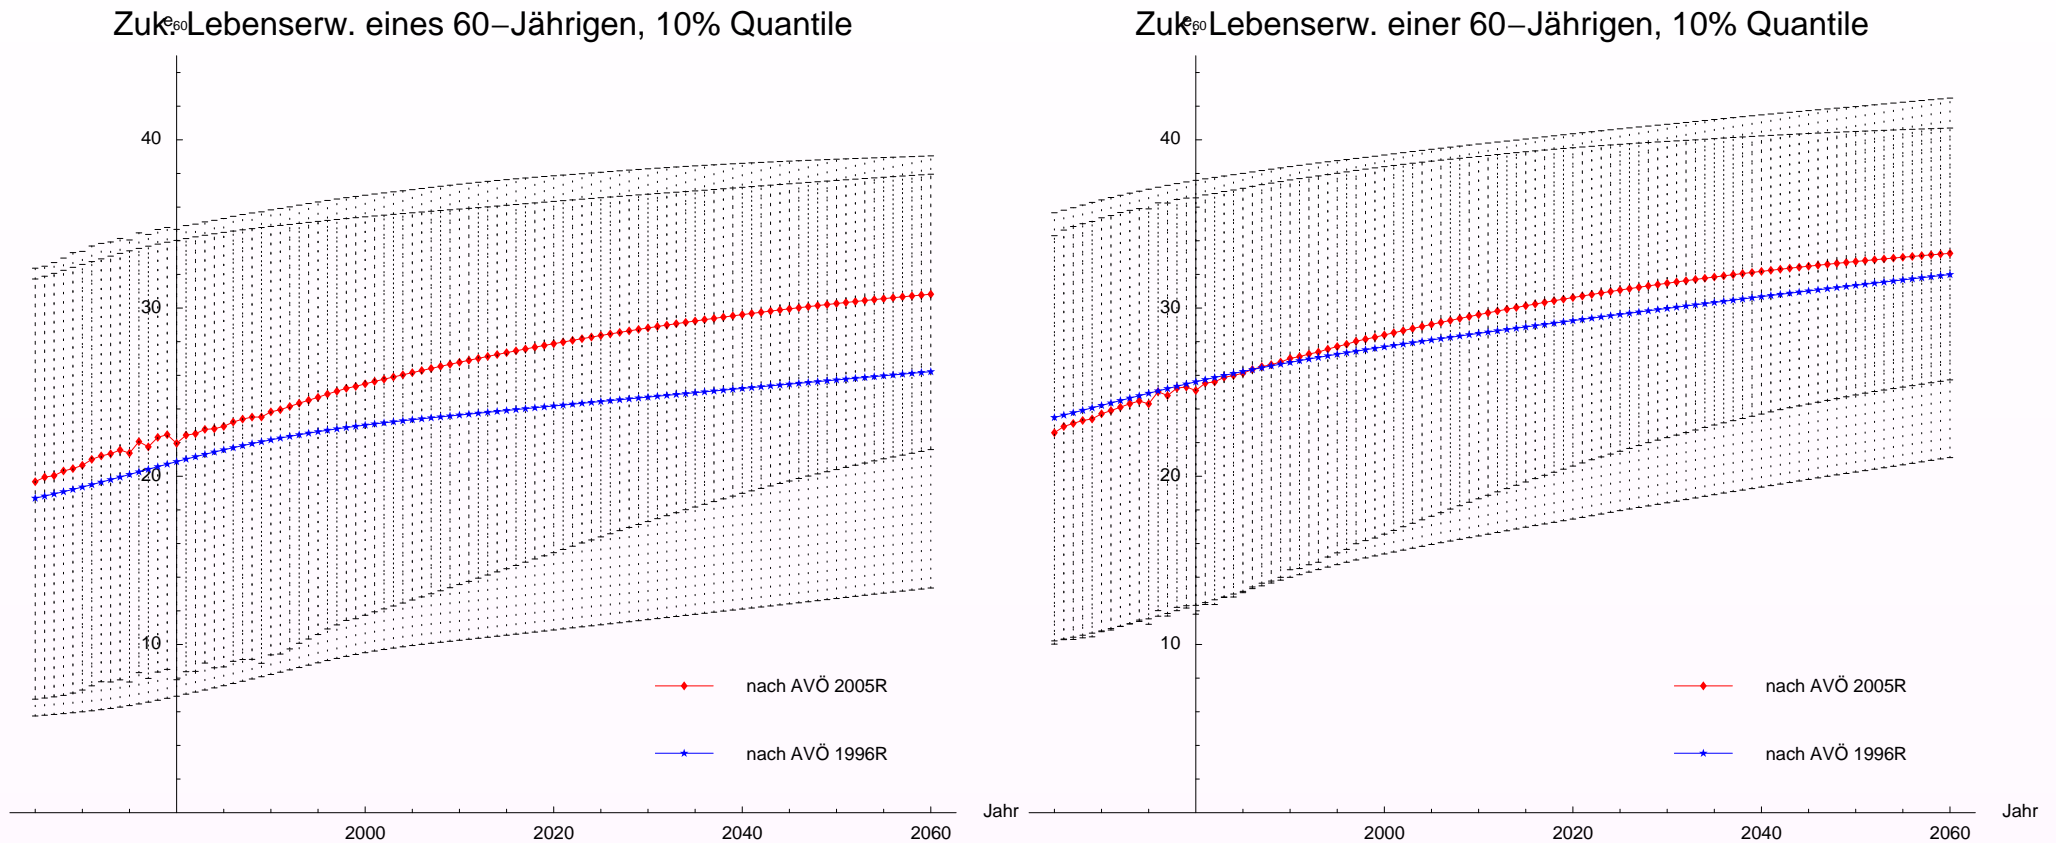 Zuk. Lebenserw. eines 60–Jährigen, 10% Quantile
e60
40
30
20
10
nach AVÖ 2005R
nach AVÖ 1996R
Jahr
2000 2020 2040 2060
Zuk. Lebenserw. einer 60–Jährigen, 10% Quantile
e60
40
30
20
10
nach AVÖ 2005R
nach AVÖ 1996R
Jahr
2000 2020 2040 2060